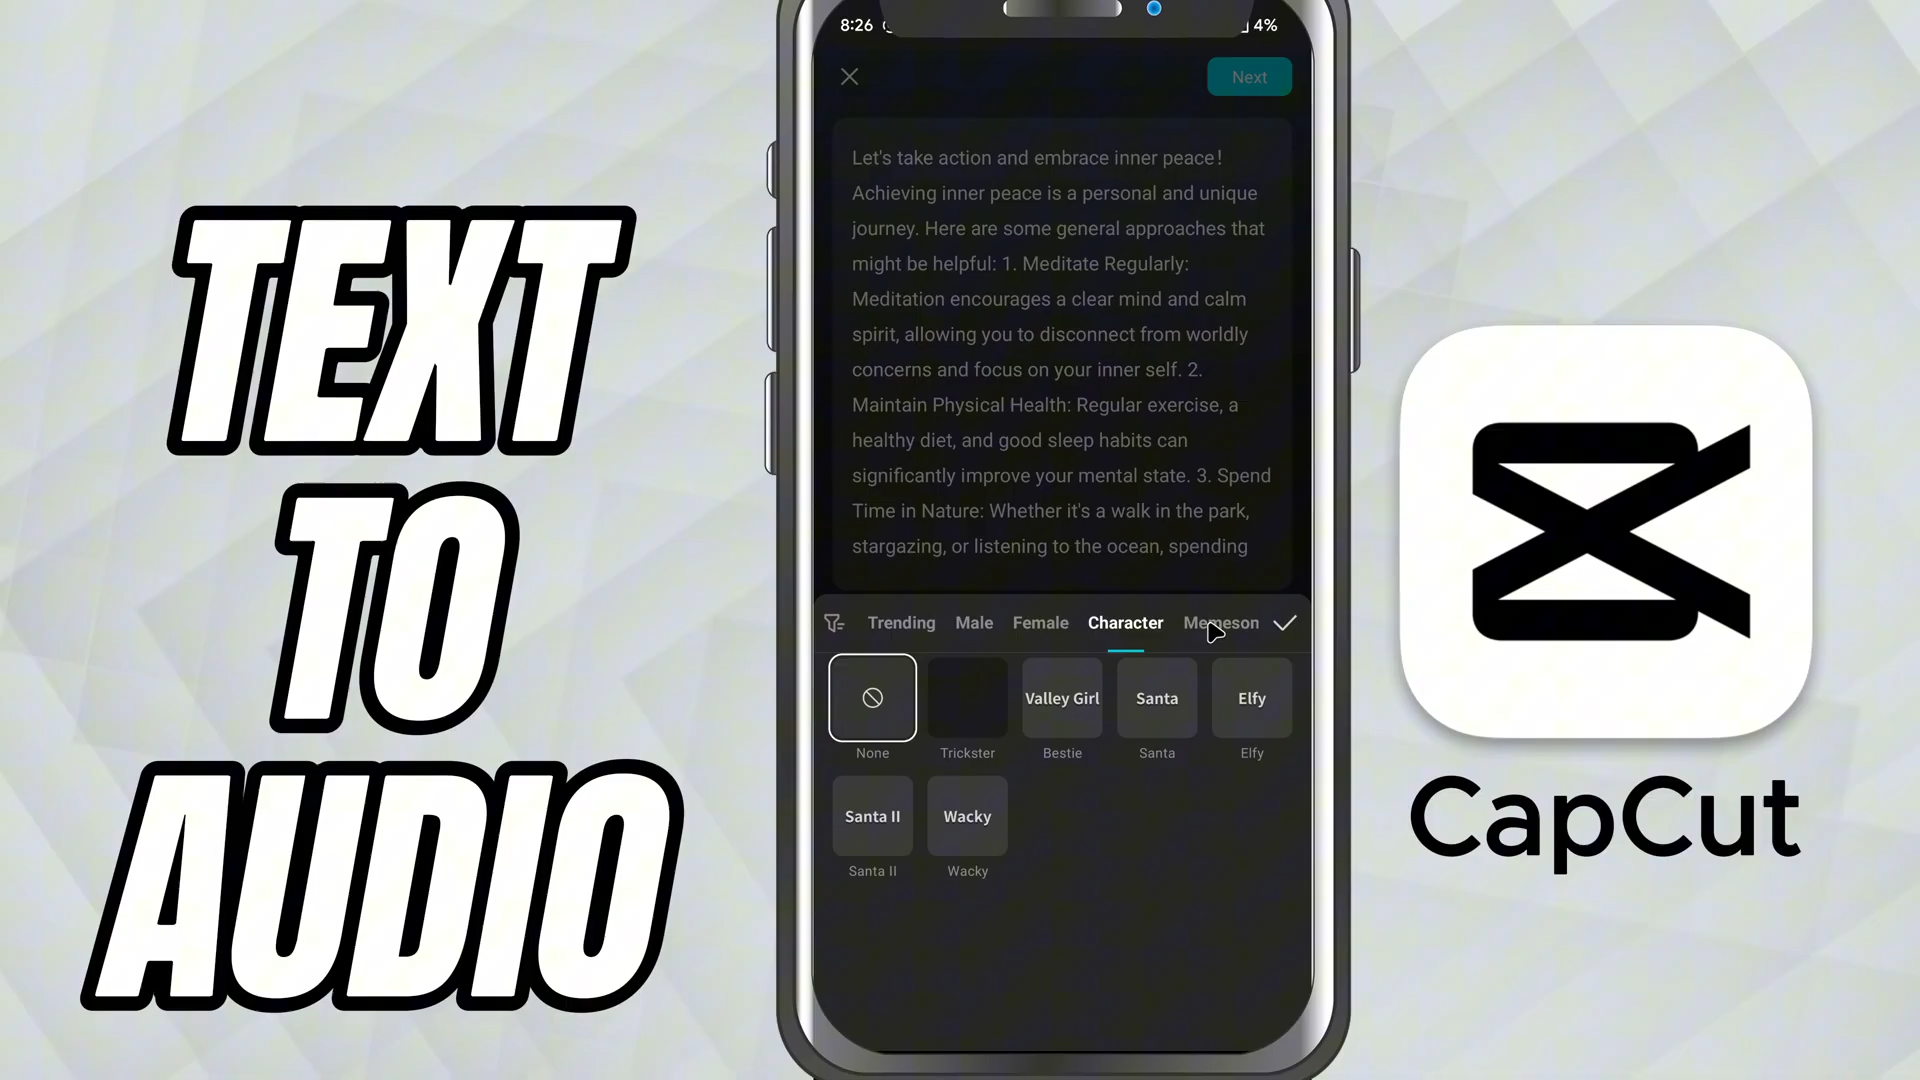 TEXT
TO
AUDIO
8:26
4%
Next
Let's take action and embrace inner peace!
Achieving inner peace is a personal and unique
journey. Here are some general approaches that
might be helpful: 1. Meditate Regularly:
Meditation encourages a clear mind and calm
spirit, allowing you to disconnect from worldly
concerns and focus on your inner self. 2.
Maintain Physical Health: Regular exercise, a
healthy diet, and good sleep habits can
significantly improve your mental state. 3. Spend
Time in Nature: Whether it's a walk in the park,
stargazing, or listening to the ocean, spending
Trending Male Female Character Memeson
Valley Girl Santa Elfy
None Trickster Bestie Santa Elfy
Santa II Wacky
Santa II Wacky
CapCut